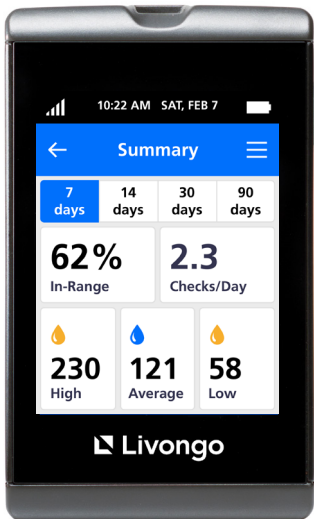 10:22 AM SAT, FEB 7
Summary
7 days
14 days
30 days
90 days
62%
In-Range
2.3
Checks/Day
230
High
121
Average
58
Low
Livongo